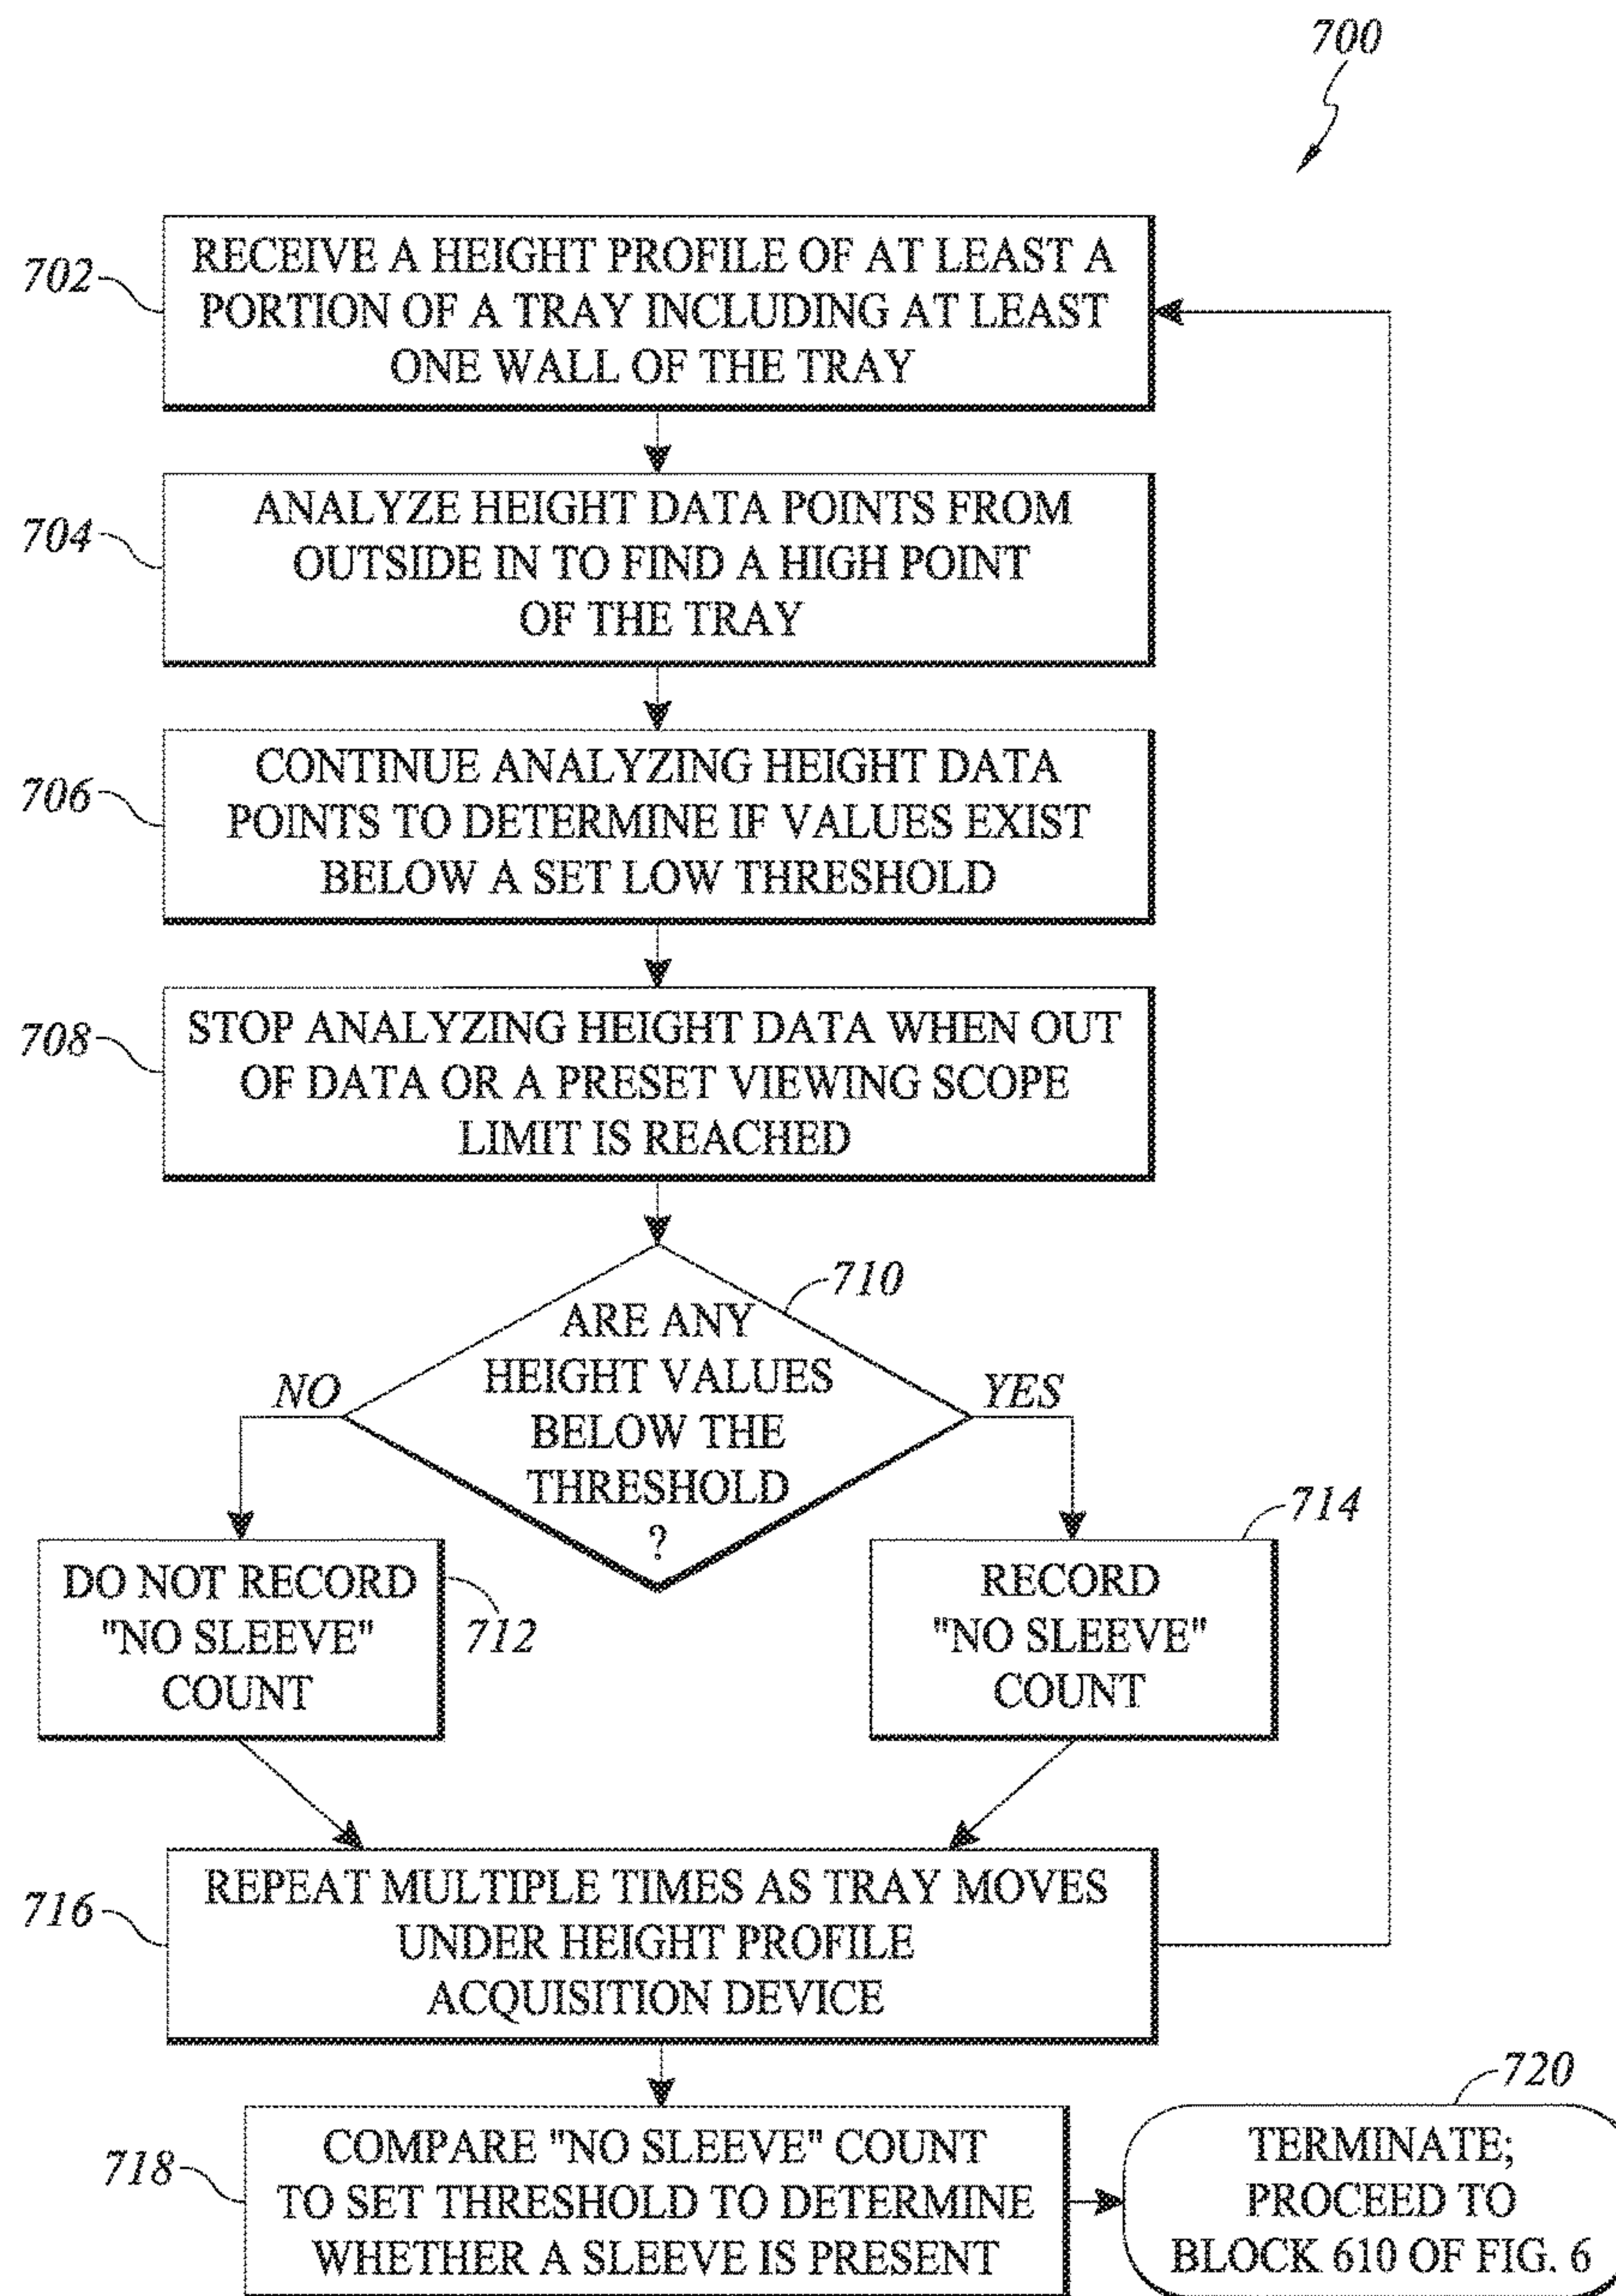 700
702
RECEIVE A HEIGHT PROFILE OF AT LEAST A
PORTION OF A TRAY INCLUDING AT LEAST
ONE WALL OF THE TRAY
704
ANALYZE HEIGHT DATA POINTS FROM
OUTSIDE IN TO FIND A HIGH POINT
OF THE TRAY
706
CONTINUE ANALYZING HEIGHT DATA
POINTS TO DETERMINE IF VALUES EXIST
BELOW A SET LOW THRESHOLD
708
STOP ANALYZING HEIGHT DATA WHEN OUT
OF DATA OR A PRESET VIEWING SCOPE
LIMIT IS REACHED
710
ARE ANY
HEIGHT VALUES
BELOW THE
THRESHOLD
?
NO
YES
DO NOT RECORD
"NO SLEEVE"
COUNT
712
714
RECORD
"NO SLEEVE"
COUNT
716
REPEAT MULTIPLE TIMES AS TRAY MOVES
UNDER HEIGHT PROFILE
ACQUISITION DEVICE
718
COMPARE "NO SLEEVE" COUNT
TO SET THRESHOLD TO DETERMINE
WHETHER A SLEEVE IS PRESENT
720
TERMINATE;
PROCEED TO
BLOCK 610 OF FIG. 6